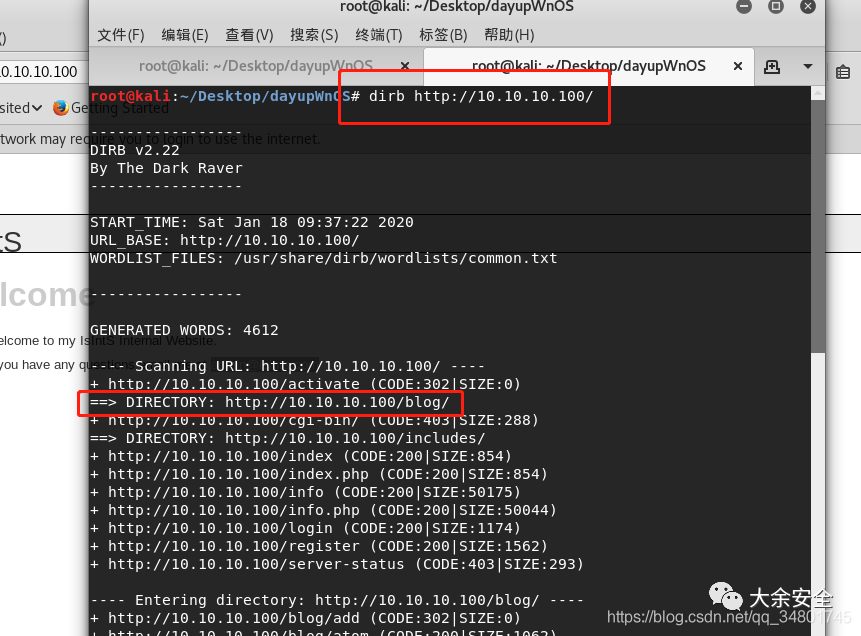 root@kali: ~/Desktop/dayupWnOS
文件(F) 编辑(E) 查看(V) 搜索(S) 终端(T) 标签(B) 帮助(H)
root@kali: ~/Desktop/dayupWnOS × root@kali: ~/Desktop/dayupWnOS ×
0.10.10.100
sited
Getting Started
twork may require you to login to use the internet.
root@kali:~/Desktop/dayupWnOS# dirb http://10.10.10.100/
-----------------
DIRB v2.22
By The Dark Raver
-----------------
START_TIME: Sat Jan 18 09:37:22 2020
URL_BASE: http://10.10.10.100/
WORDLIST_FILES: /usr/share/dirb/wordlists/common.txt
-----------------
GENERATED WORDS: 4612
---- Scanning URL: http://10.10.10.100/ ----
+ http://10.10.10.100/activate (CODE:302|SIZE:0)
==> DIRECTORY: http://10.10.10.100/blog/
+ http://10.10.10.100/cgi-bin/ (CODE:403|SIZE:288)
==> DIRECTORY: http://10.10.10.100/includes/
+ http://10.10.10.100/index (CODE:200|SIZE:854)
+ http://10.10.10.100/index.php (CODE:200|SIZE:854)
+ http://10.10.10.100/info (CODE:200|SIZE:50175)
+ http://10.10.10.100/info.php (CODE:200|SIZE:50044)
+ http://10.10.10.100/login (CODE:200|SIZE:1174)
+ http://10.10.10.100/register (CODE:200|SIZE:1562)
+ http://10.10.10.100/server-status (CODE:403|SIZE:293)
---- Entering directory: http://10.10.10.100/blog/ ----
+ http://10.10.10.100/blog/add (CODE:302|SIZE:0)
+ http://10.10.10.100/blog/atom (CODE:200|SIZE:1062)
tS
lcome
elcome to my IsIntS Internal Website.
you have any questions
大余安全
https://blog.csdn.net/qq_34801745